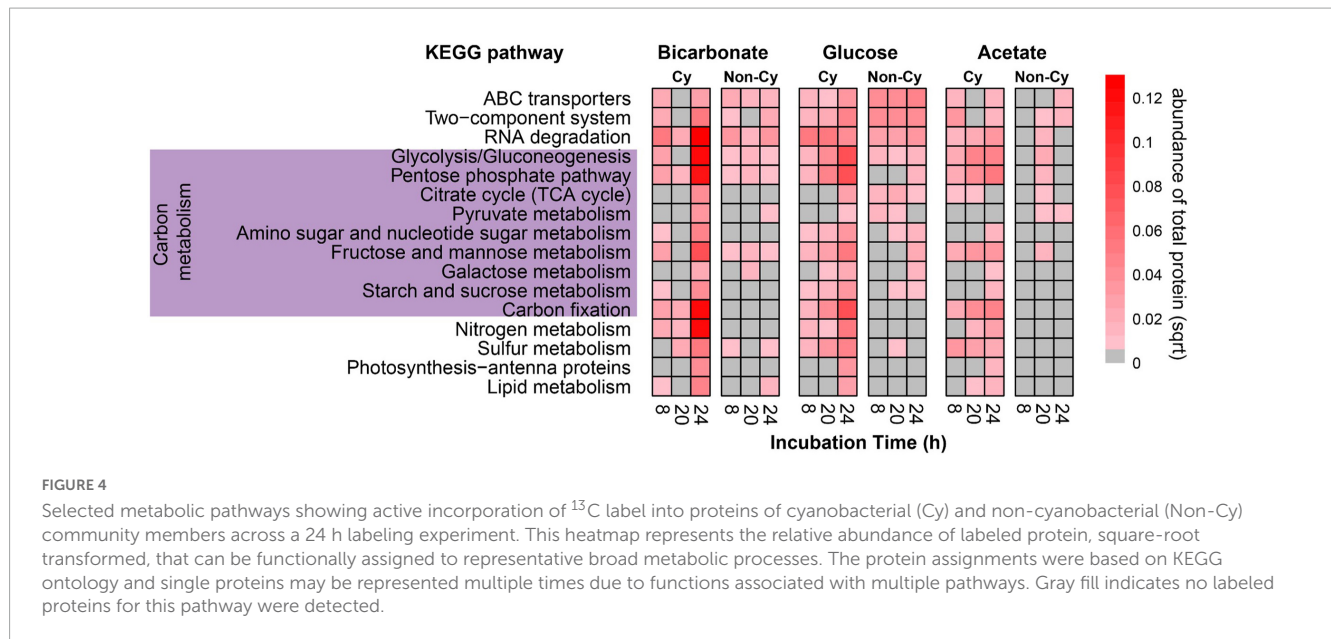 KEGG pathway Bicarbonate Glucose Acetate
Cy Non-Cy Cy Non-Cy Cy Non-Cy
ABC transporters
Two-component system
RNA degradation
Glycolysis/Gluconeogenesis
Pentose phosphate pathway
Citrate cycle (TCA cycle)
Pyruvate metabolism
Amino sugar and nucleotide sugar metabolism
Fructose and mannose metabolism
Galactose metabolism
Starch and sucrose metabolism
Carbon fixation
Nitrogen metabolism
Sulfur metabolism
Photosynthesis−antenna proteins
Lipid metabolism
Carbon
metabolism
8 20 24 8 20 24 8 20 24 8 20 24 8 20 24 8 20 24
Incubation Time (h)
0.12
0.1
0.08
0.06
0.04
0.02
0
abundance of total protein (sqrt)
FIGURE 4
Selected metabolic pathways showing active incorporation of ¹³C label into proteins of cyanobacterial (Cy) and non-cyanobacterial (Non-Cy)
community members across a 24 h labeling experiment. This heatmap represents the relative abundance of labeled protein, square-root
transformed, that can be functionally assigned to representative broad metabolic processes. The protein assignments were based on KEGG
ontology and single proteins may be represented multiple times due to functions associated with multiple pathways. Gray fill indicates no labeled
proteins for this pathway were detected.